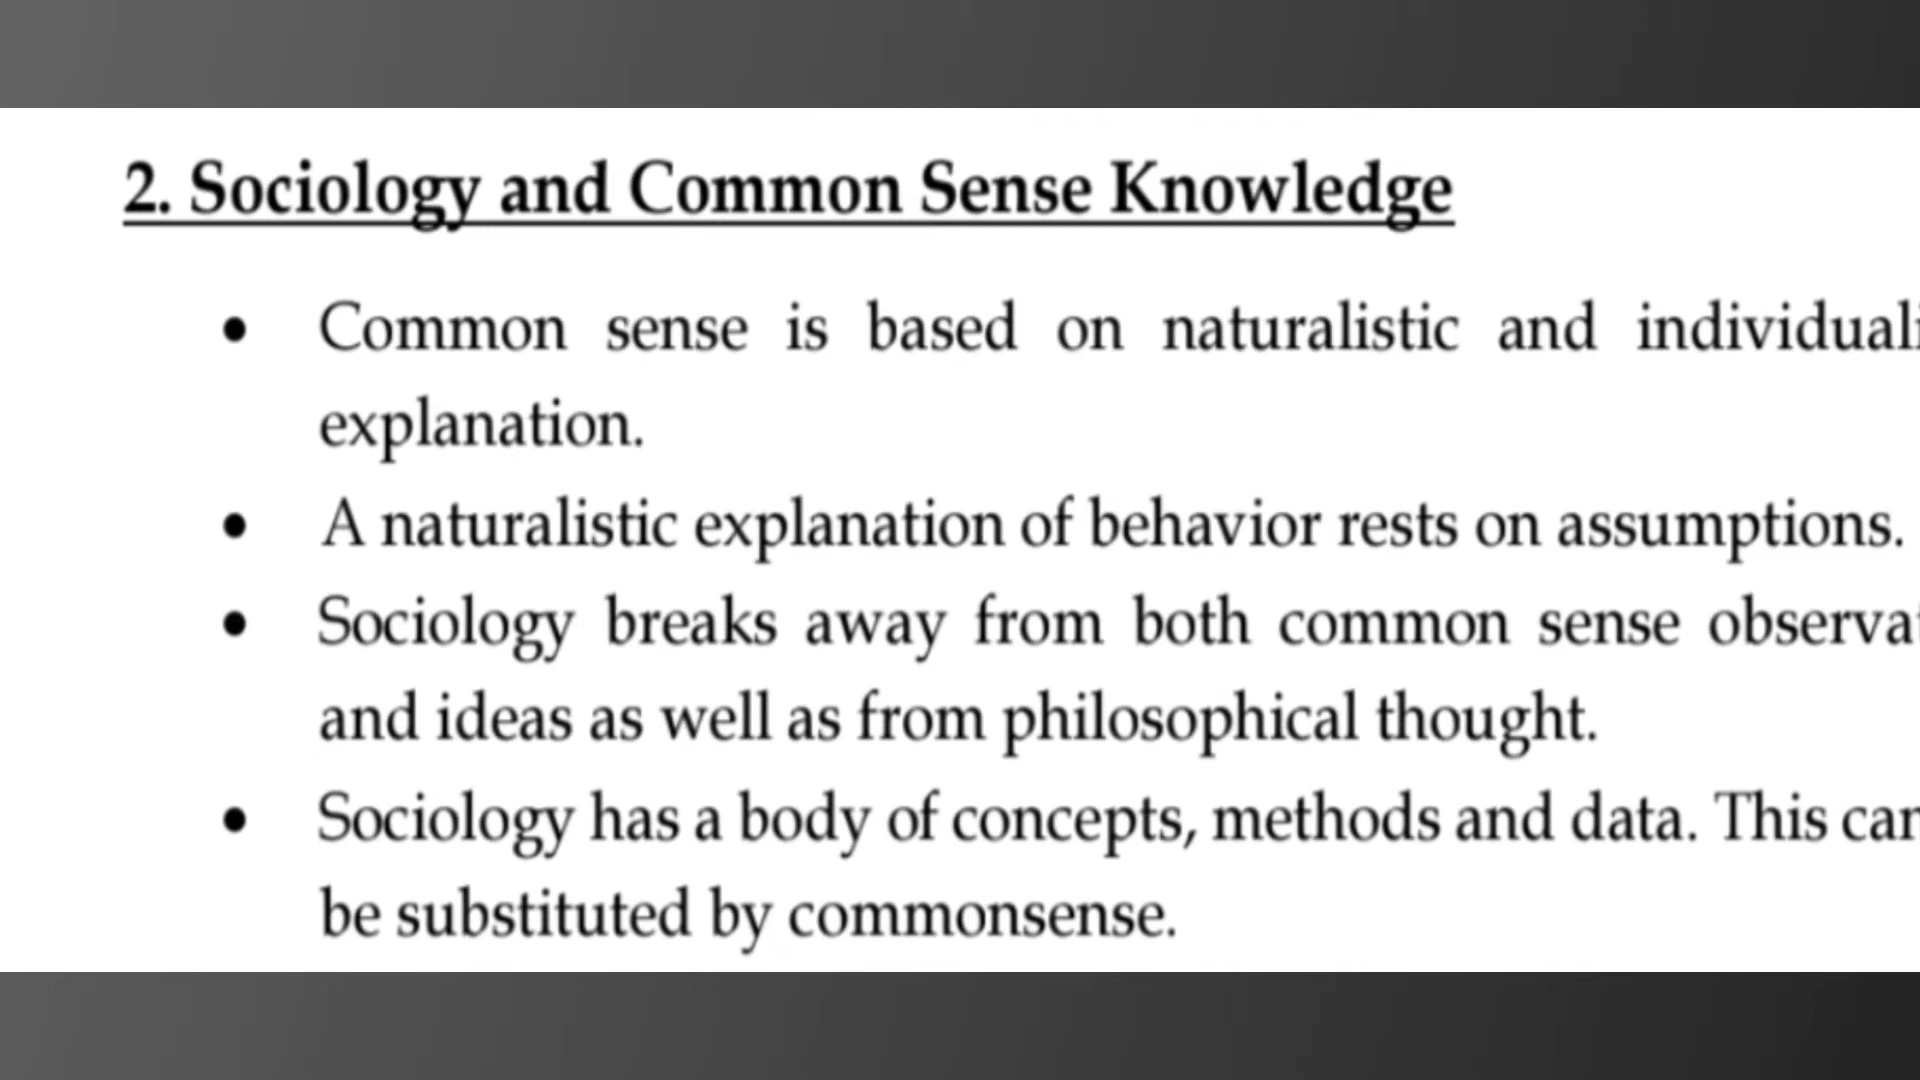 2. Sociology and Common Sense Knowledge
• Common sense is based on naturalistic and
explanation.
• A naturalistic explanation of behavior rests on assumptions.
• Sociology breaks away from both common sense
and ideas as well as from philosophical thought.
• Sociology has a body of concepts, methods and data. This
be substituted by commonsense.